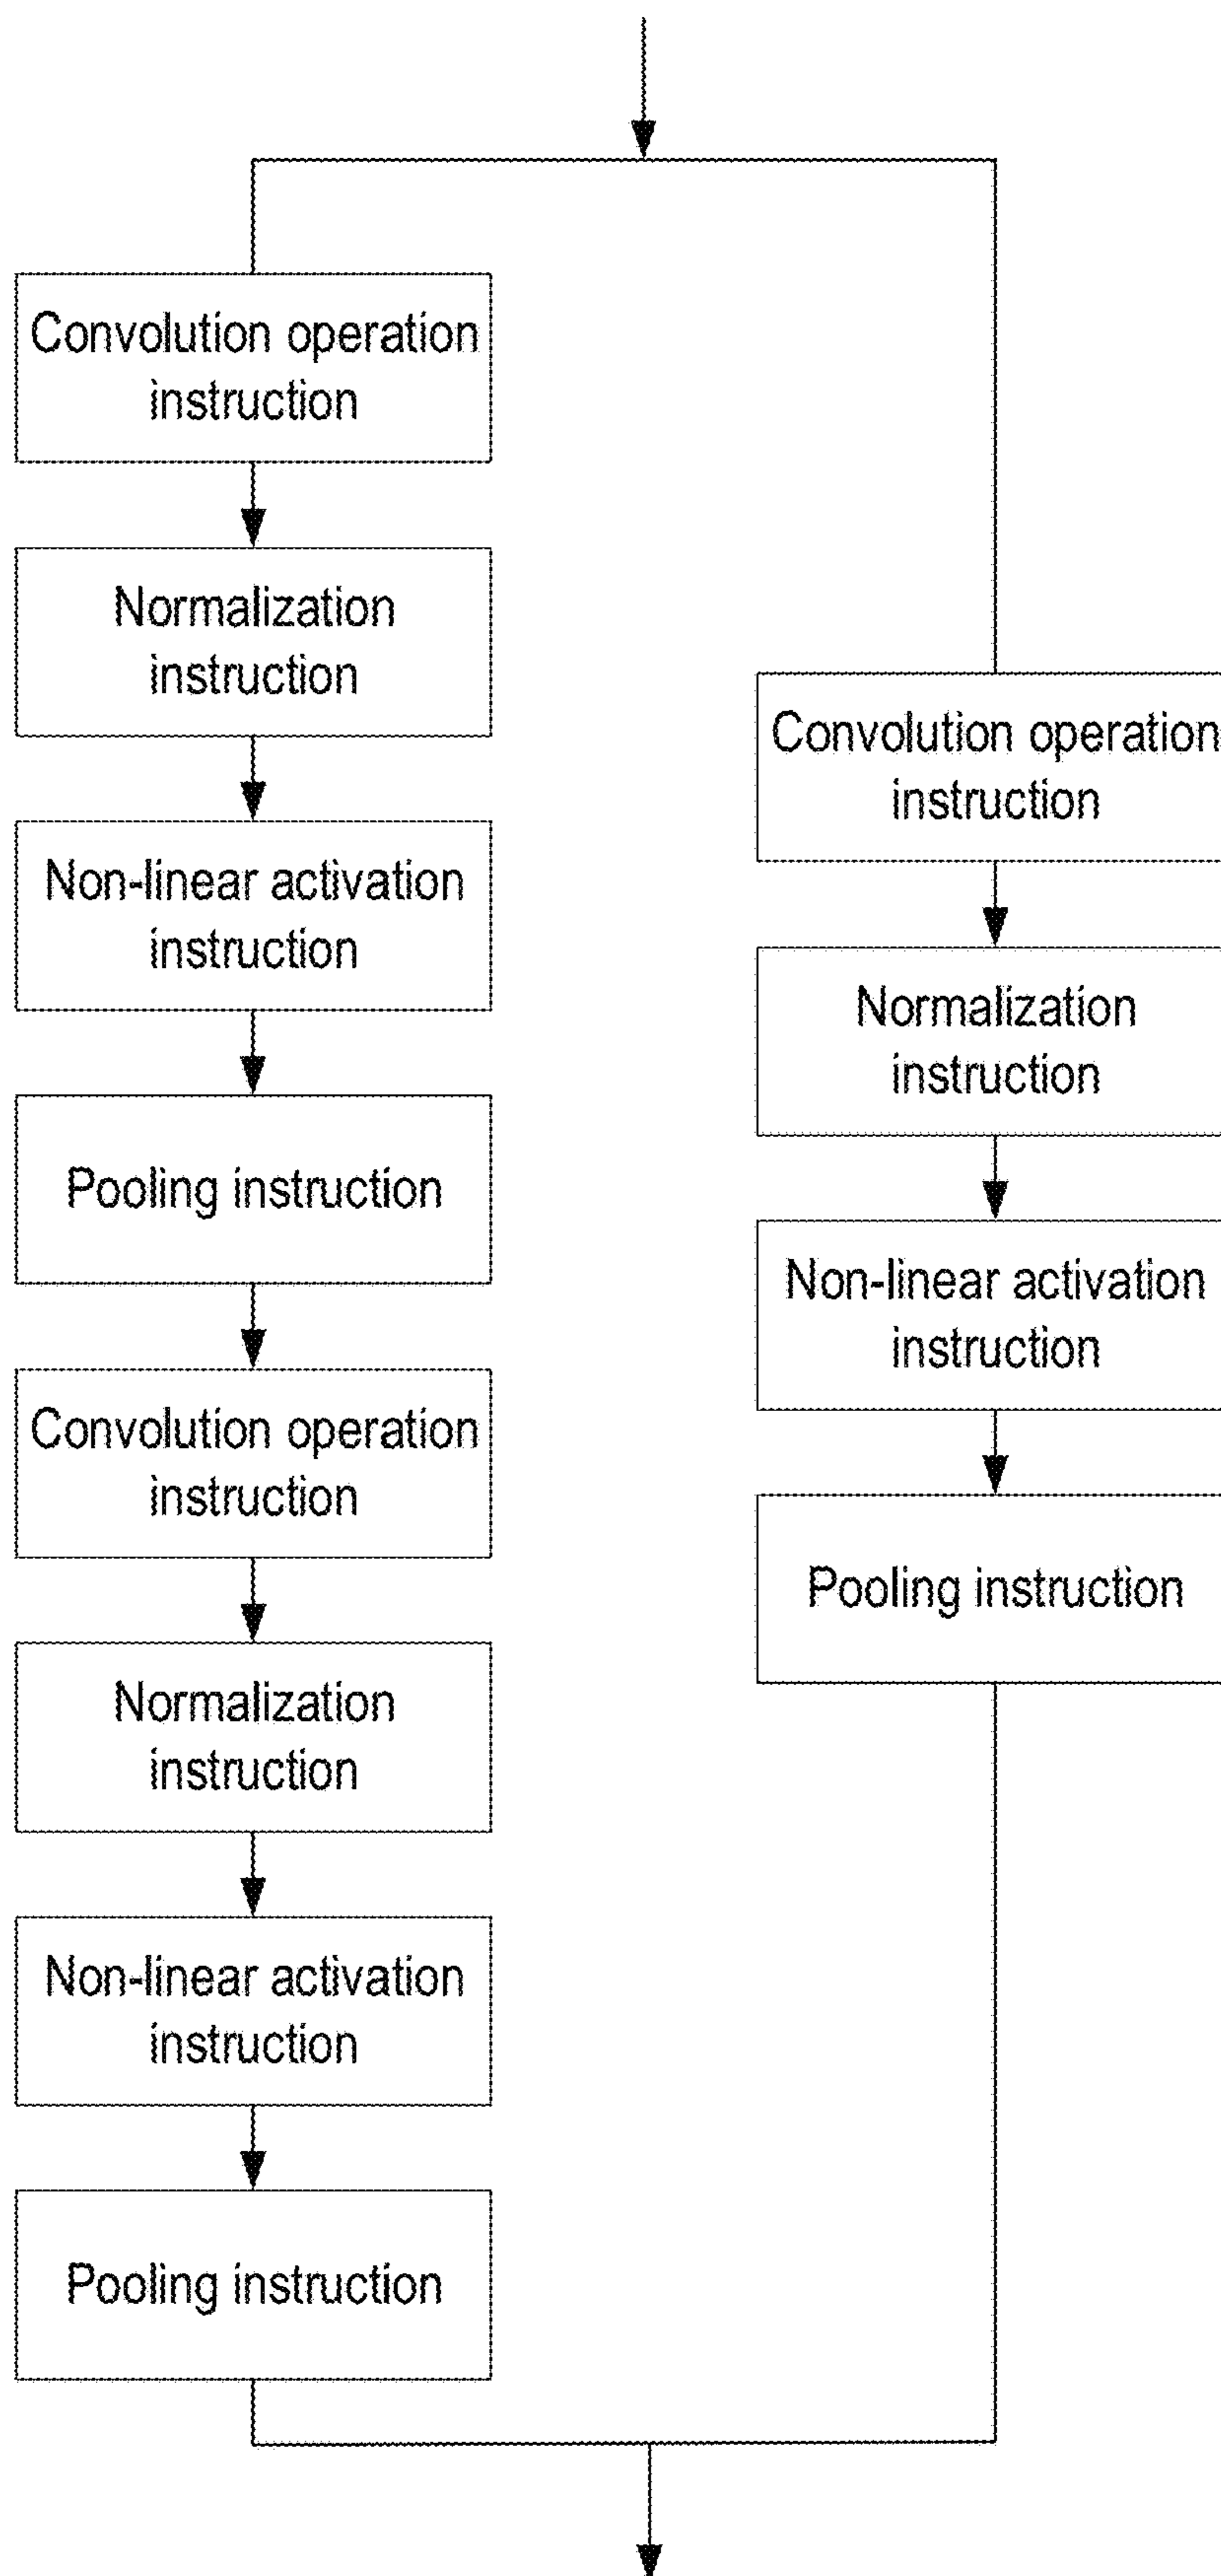 Convolution operation
instruction
Normalization
instruction
Non-linear activation
instruction
Pooling instruction
Convolution operation
instruction
Normalization
instruction
Non-linear activation
instruction
Pooling instruction
Convolution operation
instruction
Normalization
instruction
Non-linear activation
instruction
Pooling instruction